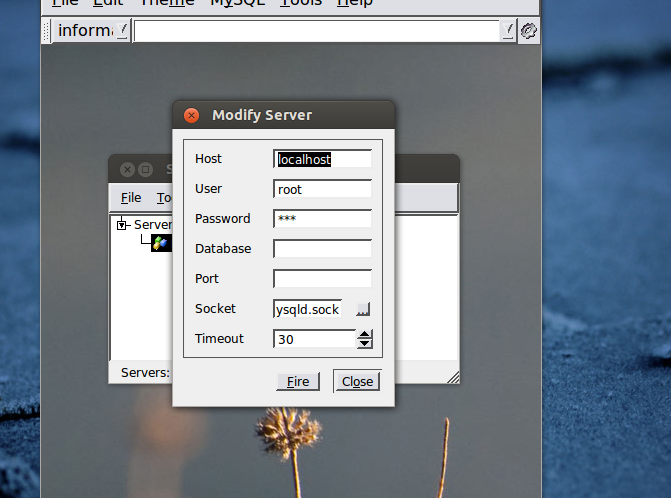 File Edit Theme MySQL Tools Help
informa
Modify Server
Host localhost
User root
Password ***
Database
Port
Socket ysqld.sock ...
Timeout 30
Fire Close
File
Server
Servers: